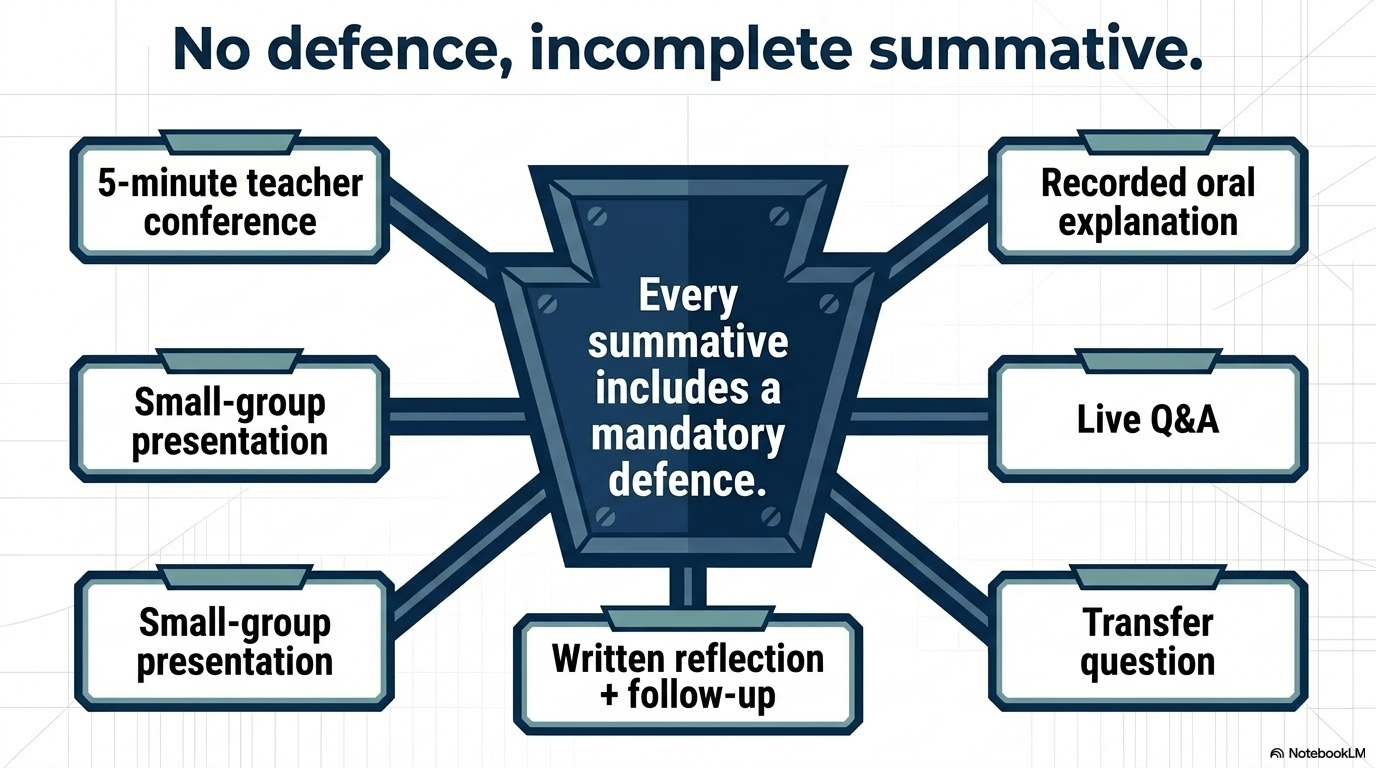 No defence, incomplete summative.
5-minute teacher
conference
Small-group
presentation
Small-group
presentation
Every
summative
includes a
mandatory
defence.
Written reflection
+ follow-up
Recorded oral
explanation
Live Q&A
Transfer
question
NotebookLM